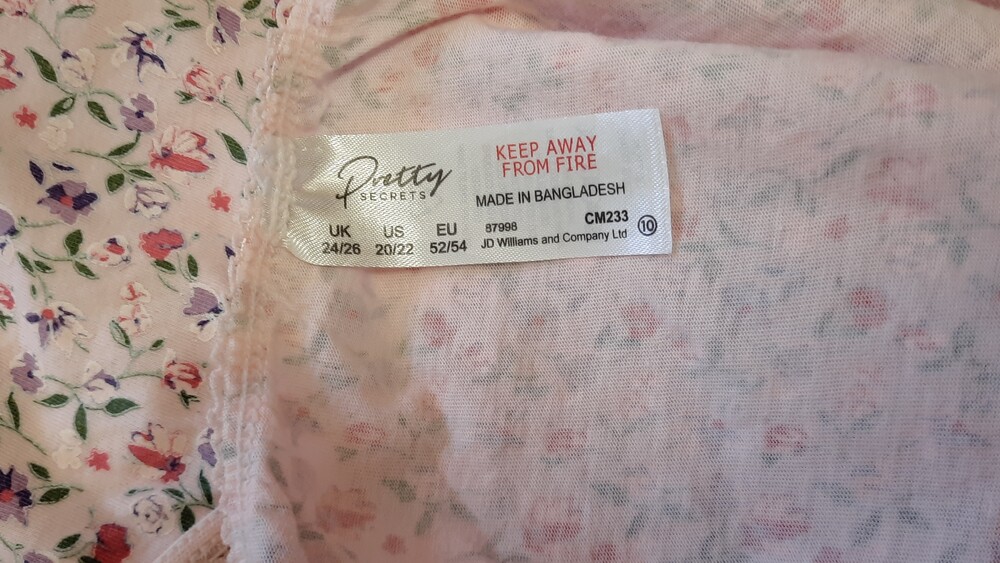 Pretty
SECRETS
KEEP AWAY
FROM FIRE
MADE IN BANGLADESH
UK US EU
24/26 20/22 52/54
87998 CM233
JD Williams and Company Ltd 10